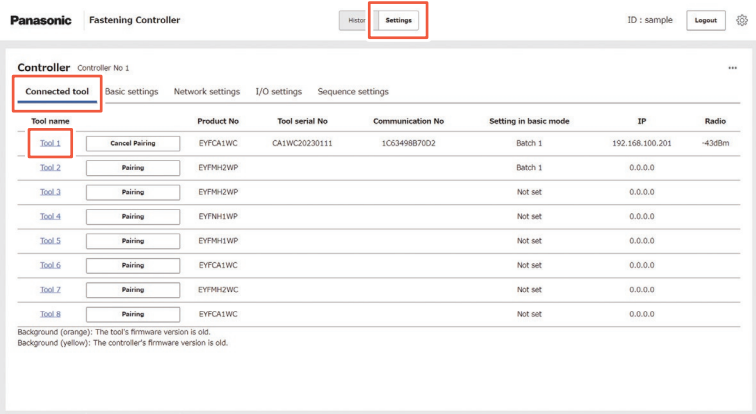 Panasonic Fastening Controller Histor Settings ID : sample Logout
Controller Controller No 1
Connected tool Basic settings Network settings I/O settings Sequence settings
Tool name Product No Tool serial No Communication No Setting in basic mode IP Radio
Tool 1 Cancel Pairing EYFCA1WC CA1WC20230111 1C63498B70D2 Batch 1 192.168.100.201 -43dBm
Tool 2 Pairing EYFMH2WP Batch 1 0.0.0.0
Tool 3 Pairing EYFMH2WP Not set 0.0.0.0
Tool 4 Pairing EYFNH1WP Not set 0.0.0.0
Tool 5 Pairing EYFMH1WP Not set 0.0.0.0
Tool 6 Pairing EYFCA1WC Not set 0.0.0.0
Tool 7 Pairing EYFMH2WC Not set 0.0.0.0
Tool 8 Pairing EYFCA1WC Not set 0.0.0.0
Background (orange): The tool's firmware version is old.
Background (yellow): The controller's firmware version is old.